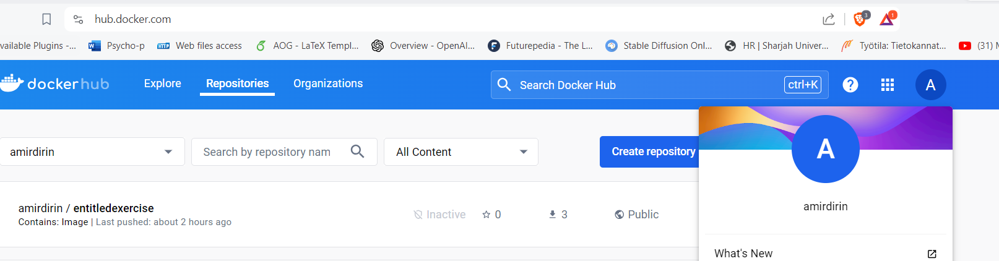 hub.docker.com
3
1
vailable Plugins -...
Psycho-p
HTTP
Web files access
AOG - LaTeX Templ...
Overview - OpenAI...
Futurepedia - The L...
Stable Diffusion Onl...
HR | Sharjah Univer...
Työtila: Tietokannat...
(31) M
docker hub
Explore
Repositories
Organizations
Search Docker Hub
ctrl+K
?
A
amirdirin
Search by repository nam
All Content
Create repository
A
amirdirin / entitledexercise
Contains: Image | Last pushed: about 2 hours ago
Inactive
0
3
Public
amirdirin
What's New